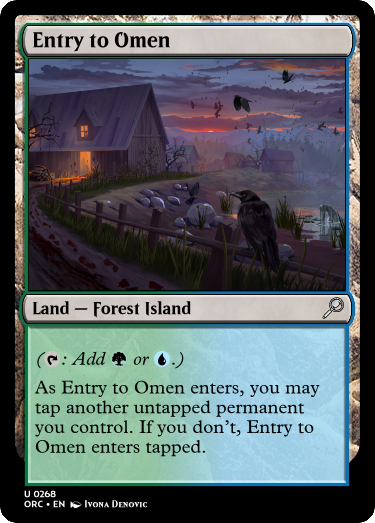 Entry to Omen
Land — Forest Island
(: Add or .)
As Entry to Omen enters, you may
tap another untapped permanent
you control. If you don't, Entry to
Omen enters tapped.
U 0268
ORC • EN Ivona Denovic